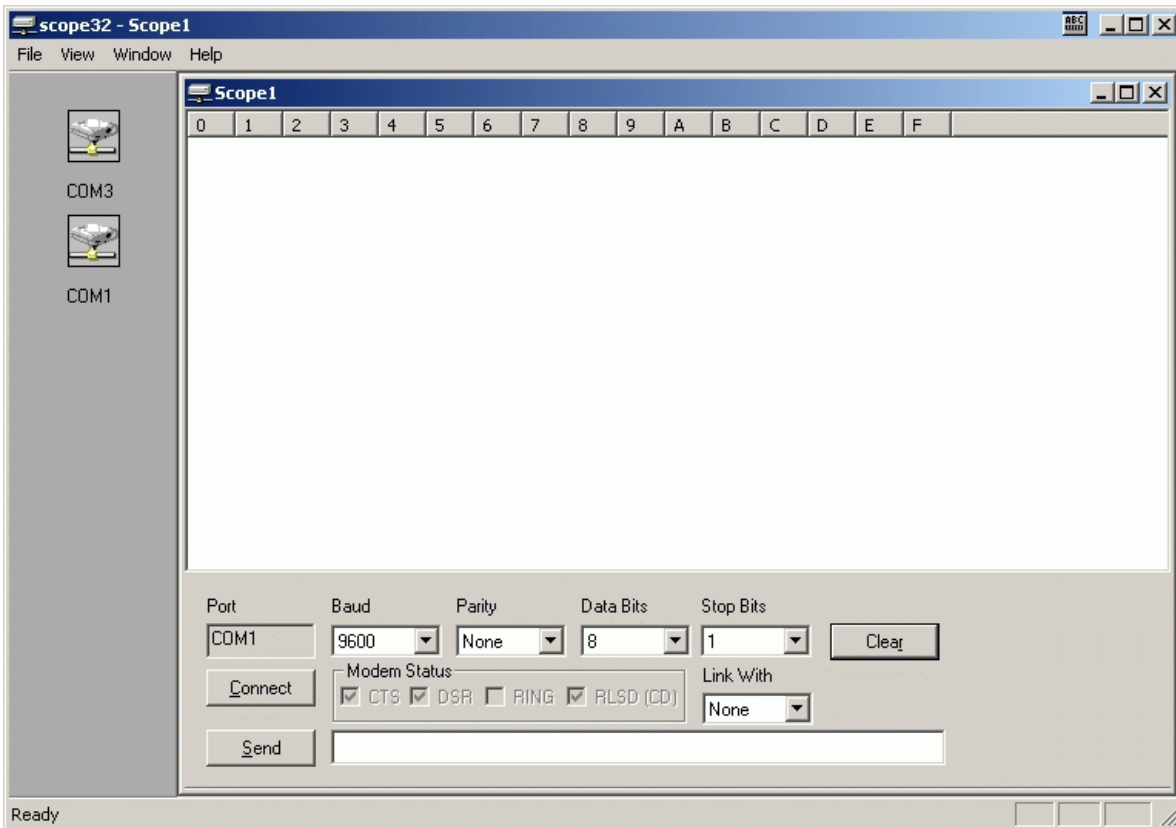 scope32 - Scope1
ABC
File View Window Help
COM3
COM1
Scope1
0 1 2 3 4 5 6 7 8 9 A B C D E F
Port Baud Parity Data Bits Stop Bits
COM1 9600 None 8 1 Clear
Connect Modem Status Link With
CTS DSR RING RLSD (CD)
None
Send
Ready